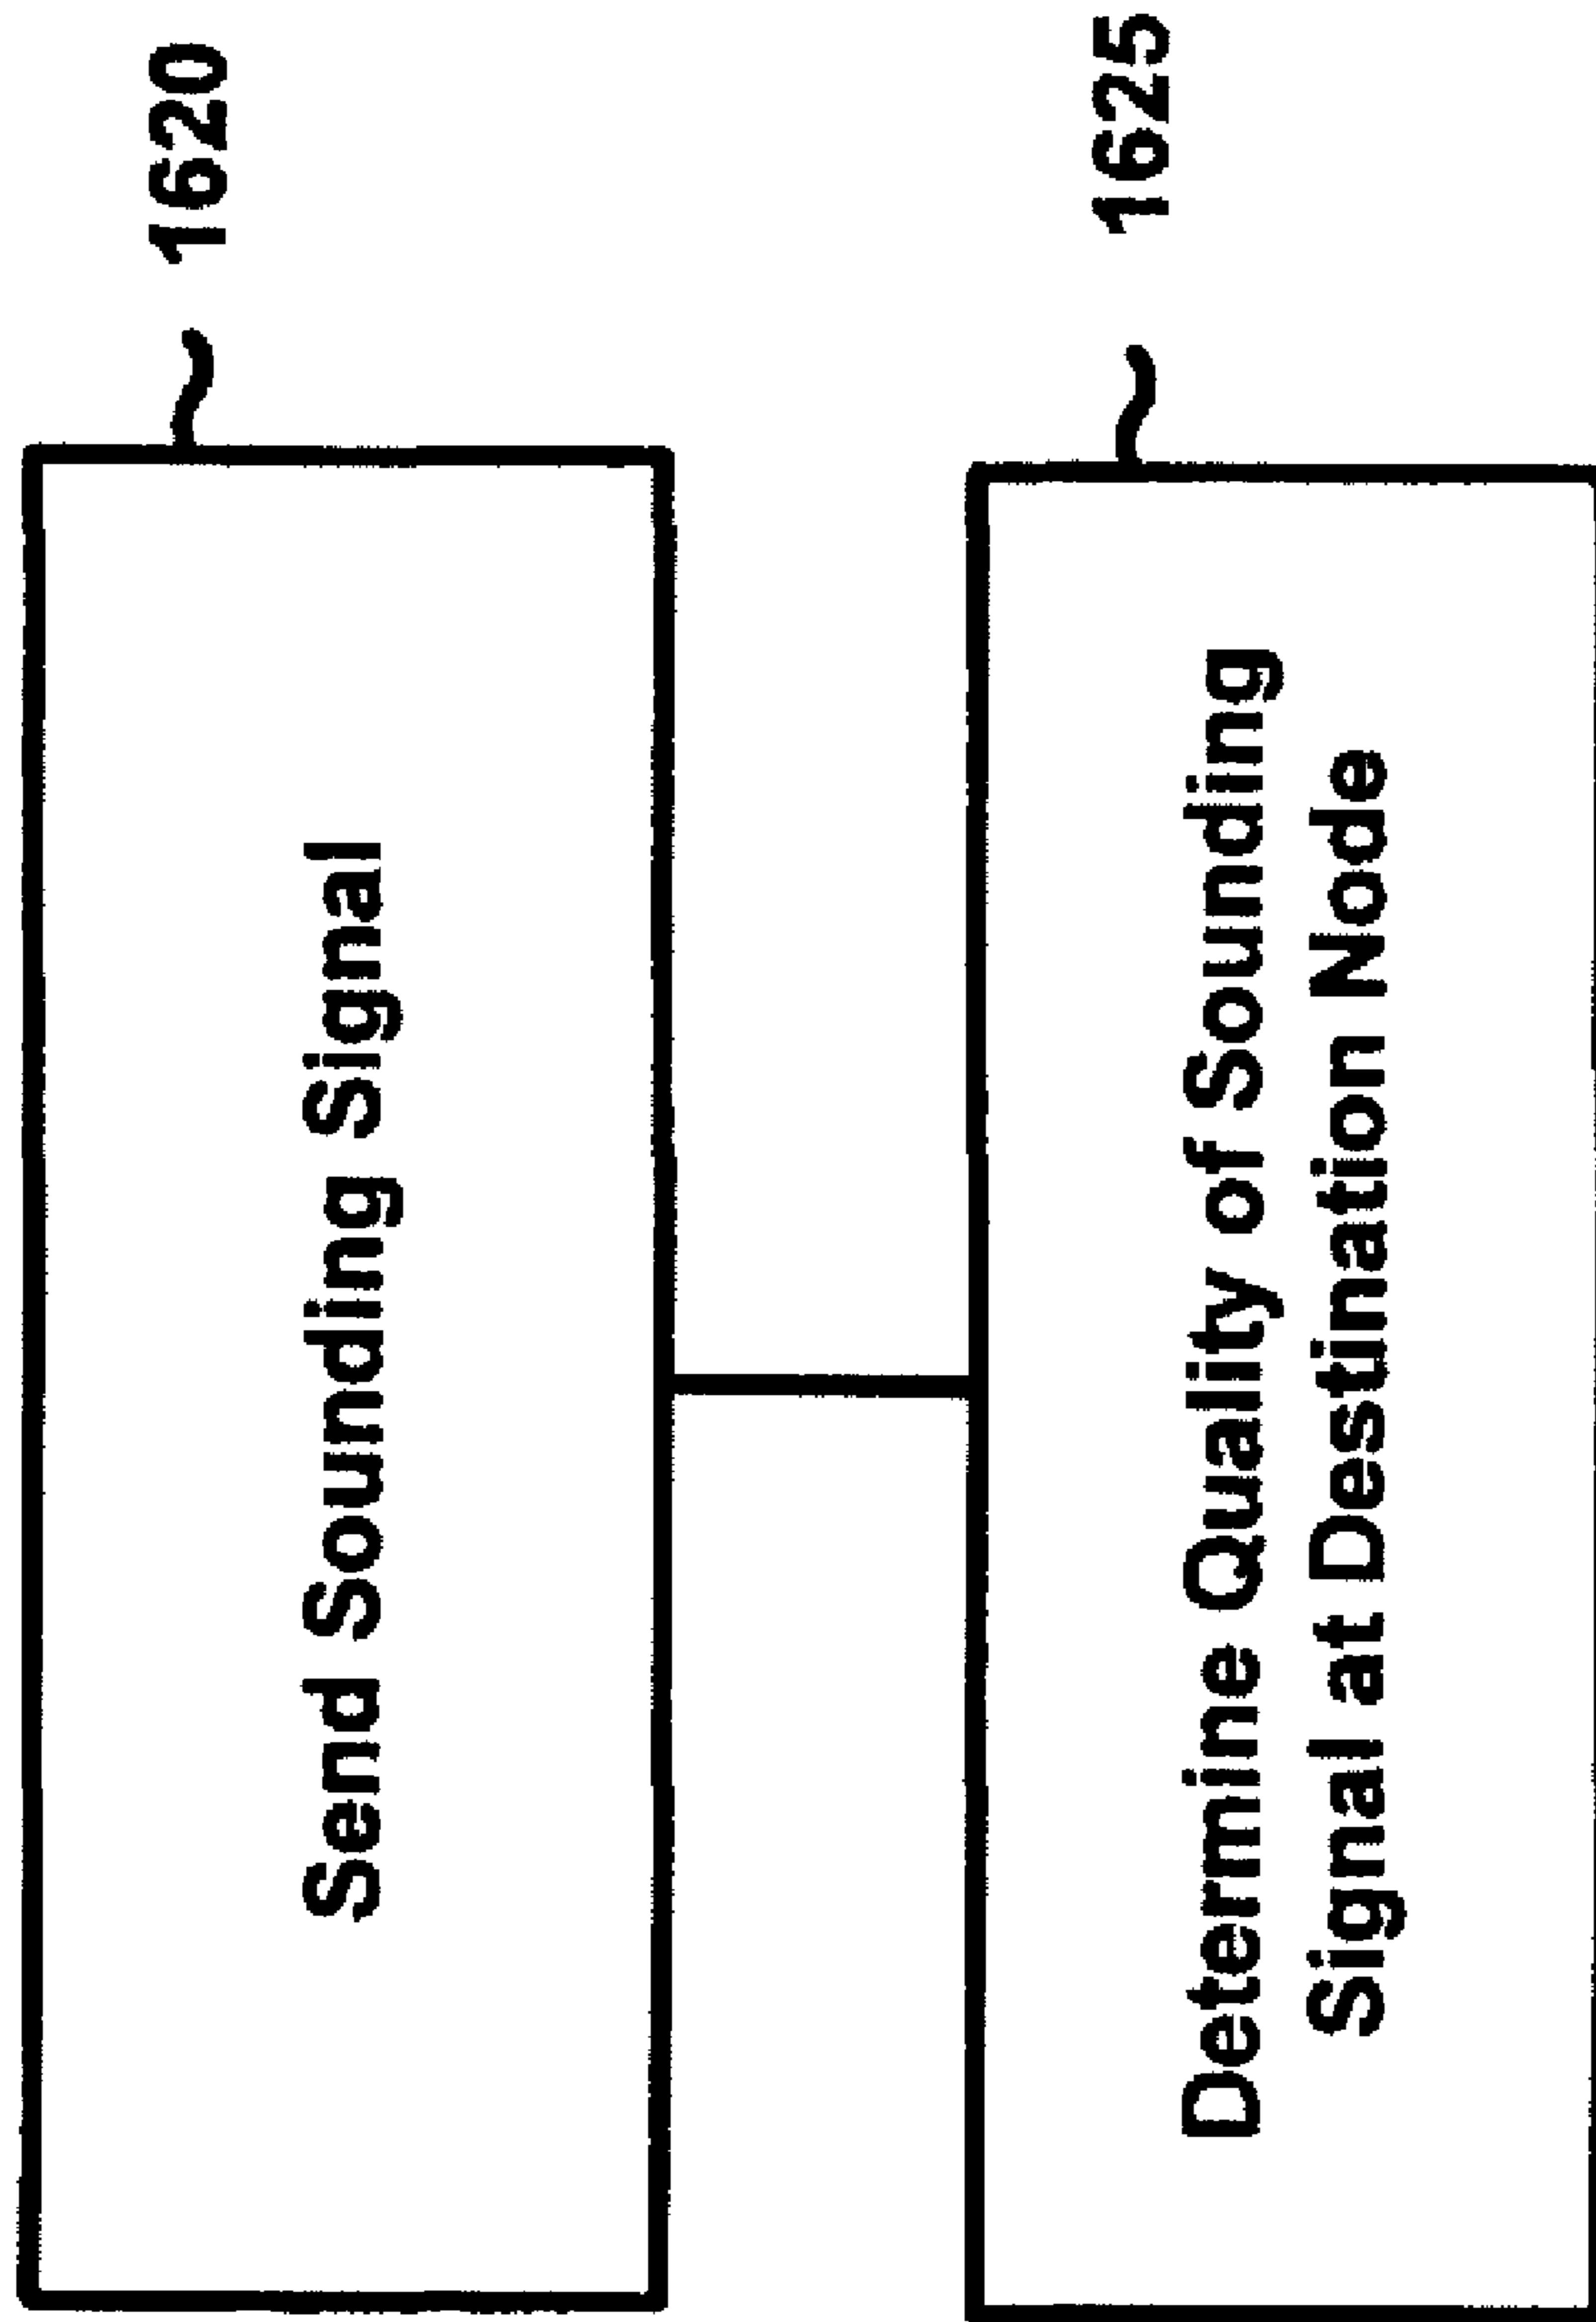 Send Sounding Signal
1620
Determine Quality of Sounding
Signal at Destination Node
1625